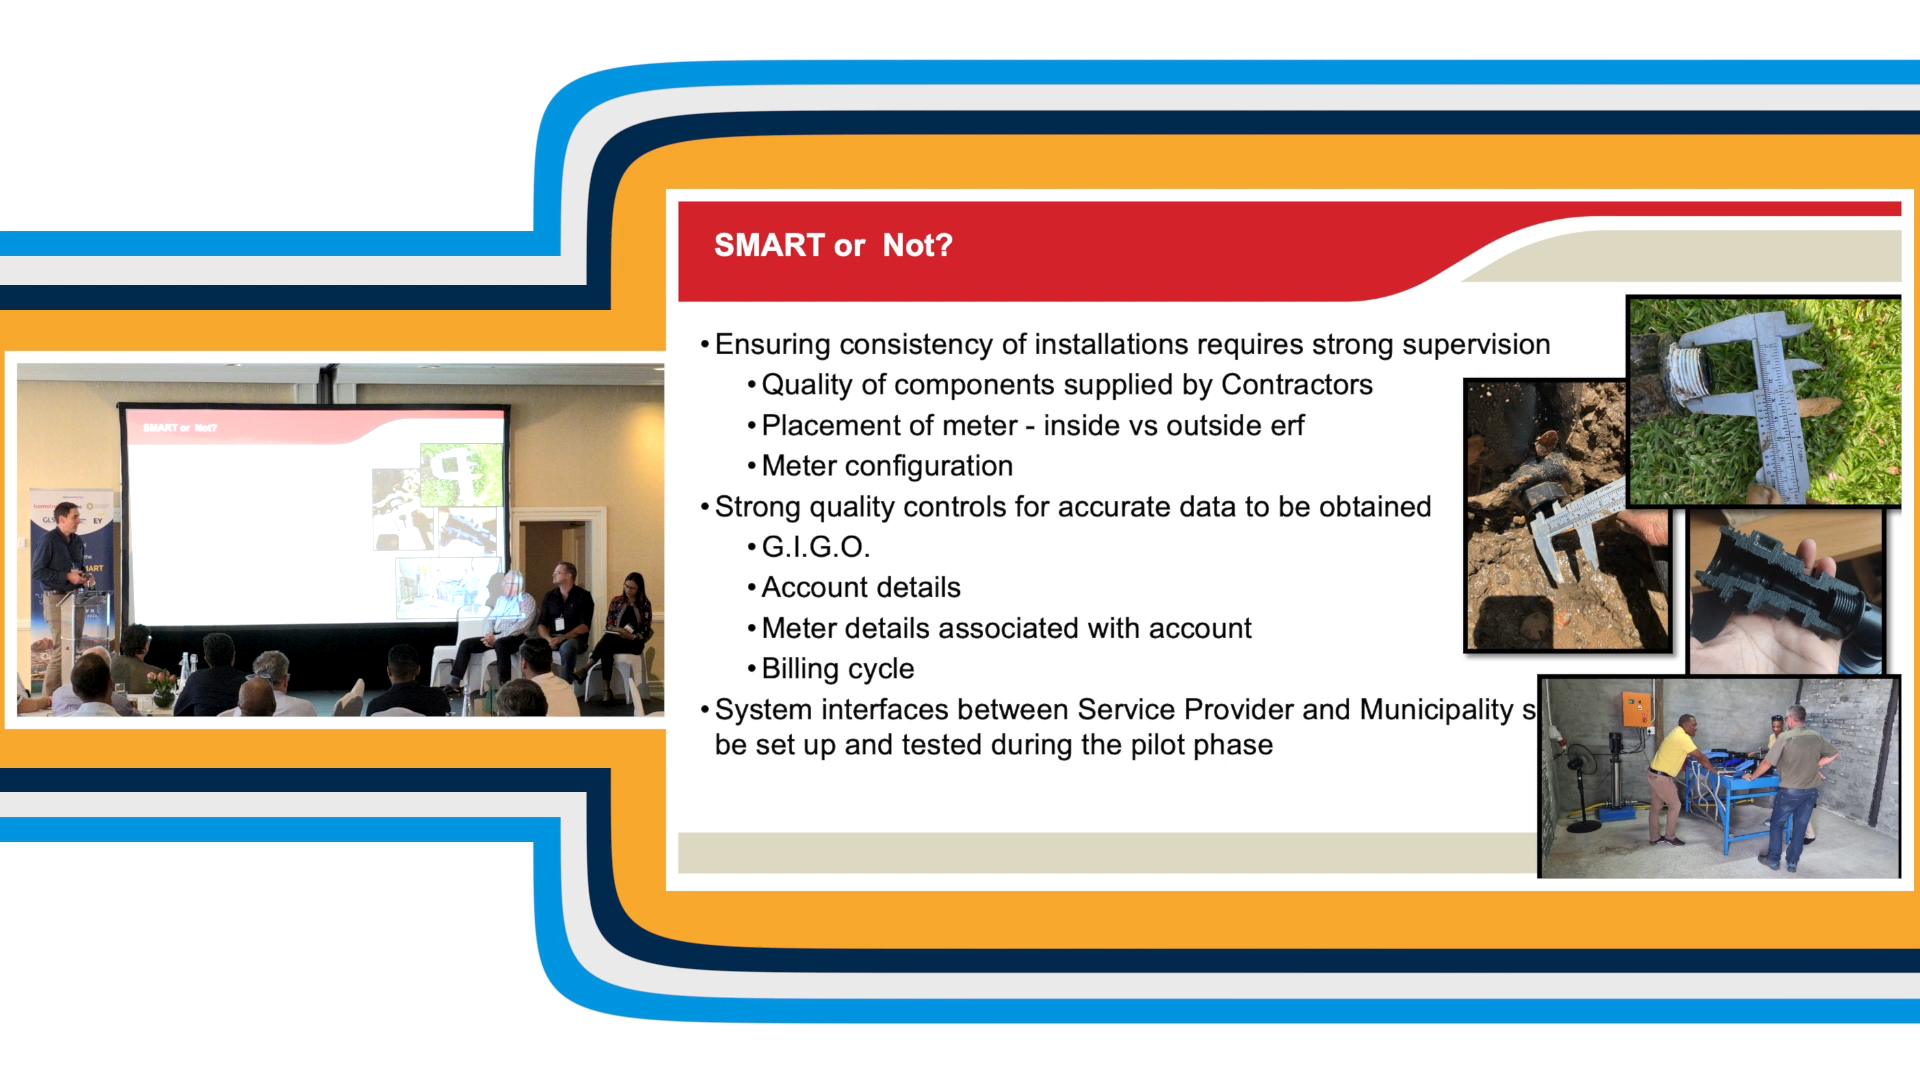 SMART or Not?
• Ensuring consistency of installations requires strong supervision
• Quality of components supplied by Contractors
• Placement of meter - inside vs outside erf
• Meter configuration
• Strong quality controls for accurate data to be obtained
• G.I.G.O.
• Account details
• Meter details associated with account
• Billing cycle
• System interfaces between Service Provider and Municipality s
be set up and tested during the pilot phase
SMART or Not?
EY